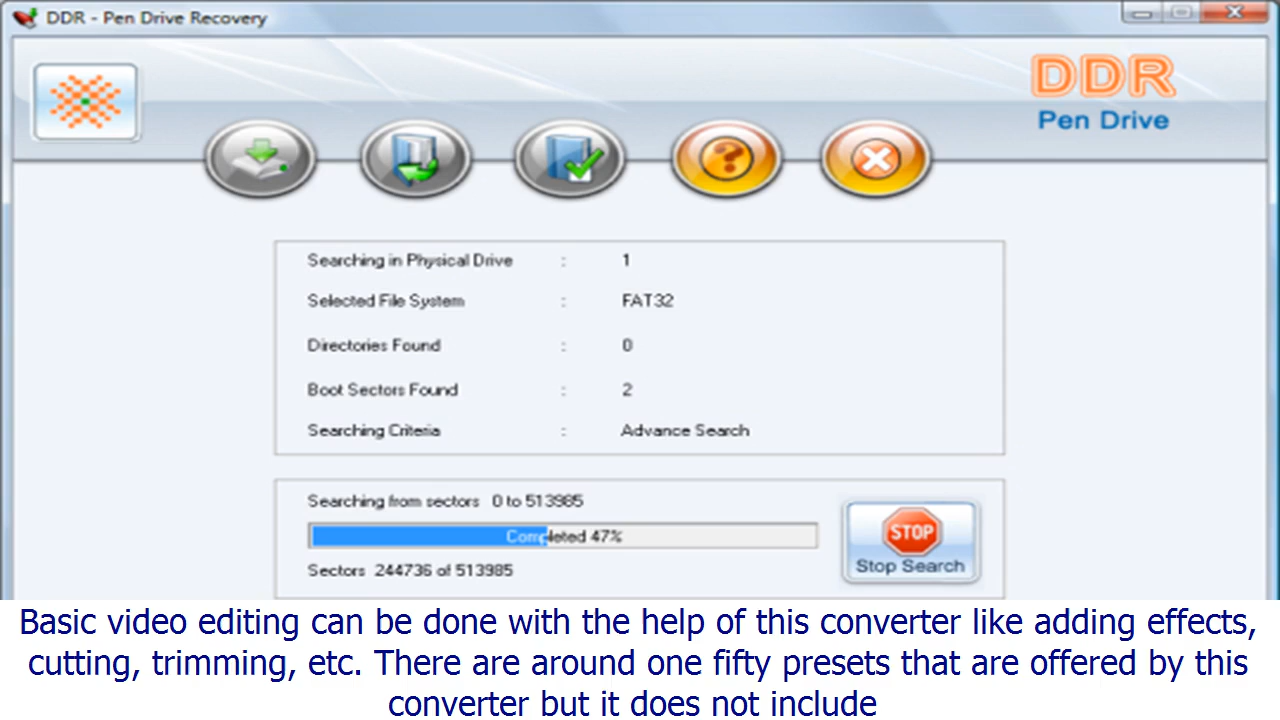 DDR - Pen Drive Recovery
DDR
Pen Drive
Searching in Physical Drive : 1
Selected File System : FAT32
Directories Found : 0
Boot Sectors Found : 2
Searching Criteria : Advance Search
Searching from sectors 0 to 513985
Completed 47%
Sectors 244736 of 513985
STOP
Stop Search
Basic video editing can be done with the help of this converter like adding effects,
cutting, trimming, etc. There are around one fifty presets that are offered by this
converter but it does not include